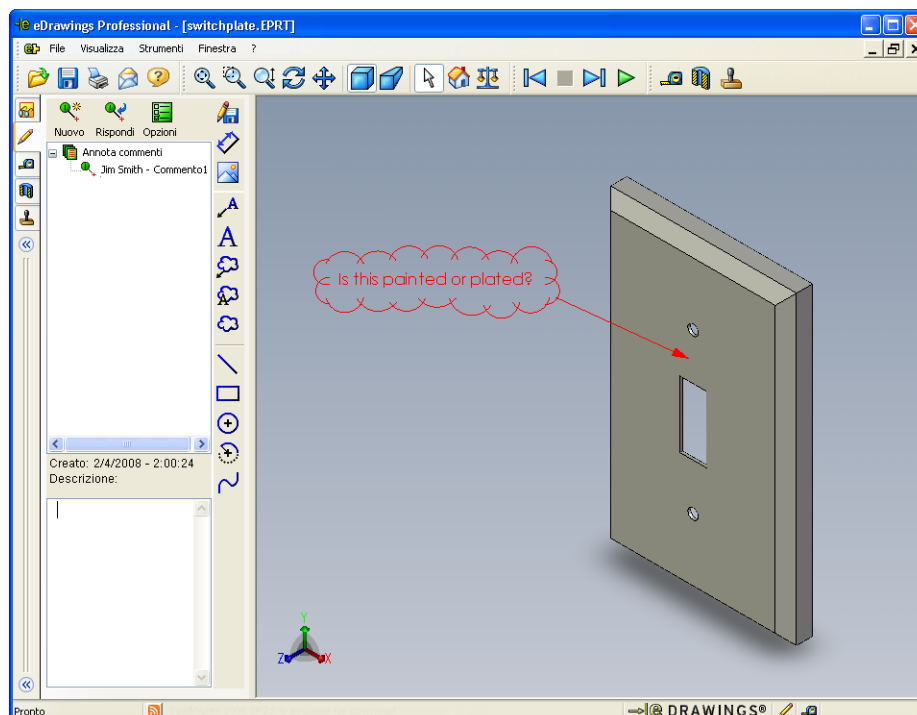 eDrawings Professional - [switchplate.EPRT]
File Visualizza Strumenti Finestra ?
Nuovo Rispondi Opzioni
Annota commenti
Jim Smith - Commento1
A
A
A
Is this painted or plated?
Creato: 2/4/2008 - 2:00:24
Descrizione:
Y
Z X
Pronto
e DRAWINGS®